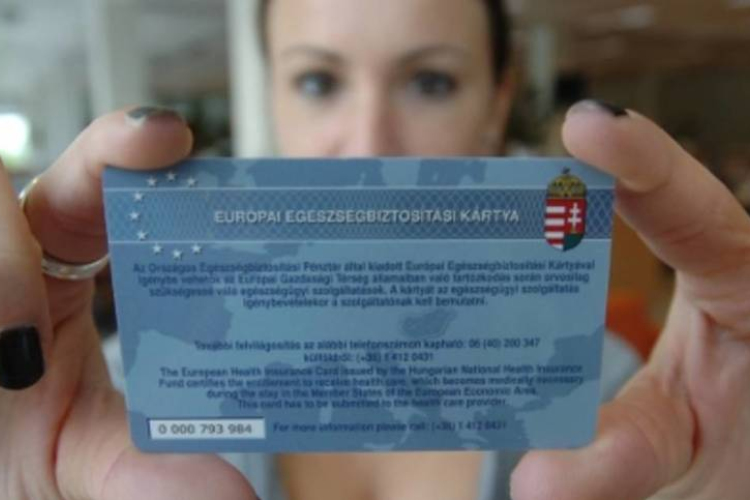 EURÓPAI EGÉSZSÉGBIZTOSÍTÁSI KÁRTYA
Az Országos Egészségbiztosítási Pénztár által kiadott Európai Egészségbiztosítási Kártyával
igénybe vehetők az Európai Gazdasági Térség államaiban való tartózkodás során orvosilag
szükségessé váló egészségügyi szolgáltatások. A kártyát az egészségügyi szolgáltatás
igénybevételekor a szolgáltatónak kell bemutatni.
További felvilágosítás az alábbi telefonszámon kapható: 06 (40) 200 347
külföldről: (+36) 1 412 0431
The European Health Insurance Card issued by the Hungarian National Health Insurance
Fund certifies the entitlement to receive health care, which becomes medically necessary
during the stay in the Member States of the European Economic Area.
This card has to be submitted to the health care provider.
0 000 793 984
For more information please call: (+36) 1 412 0431